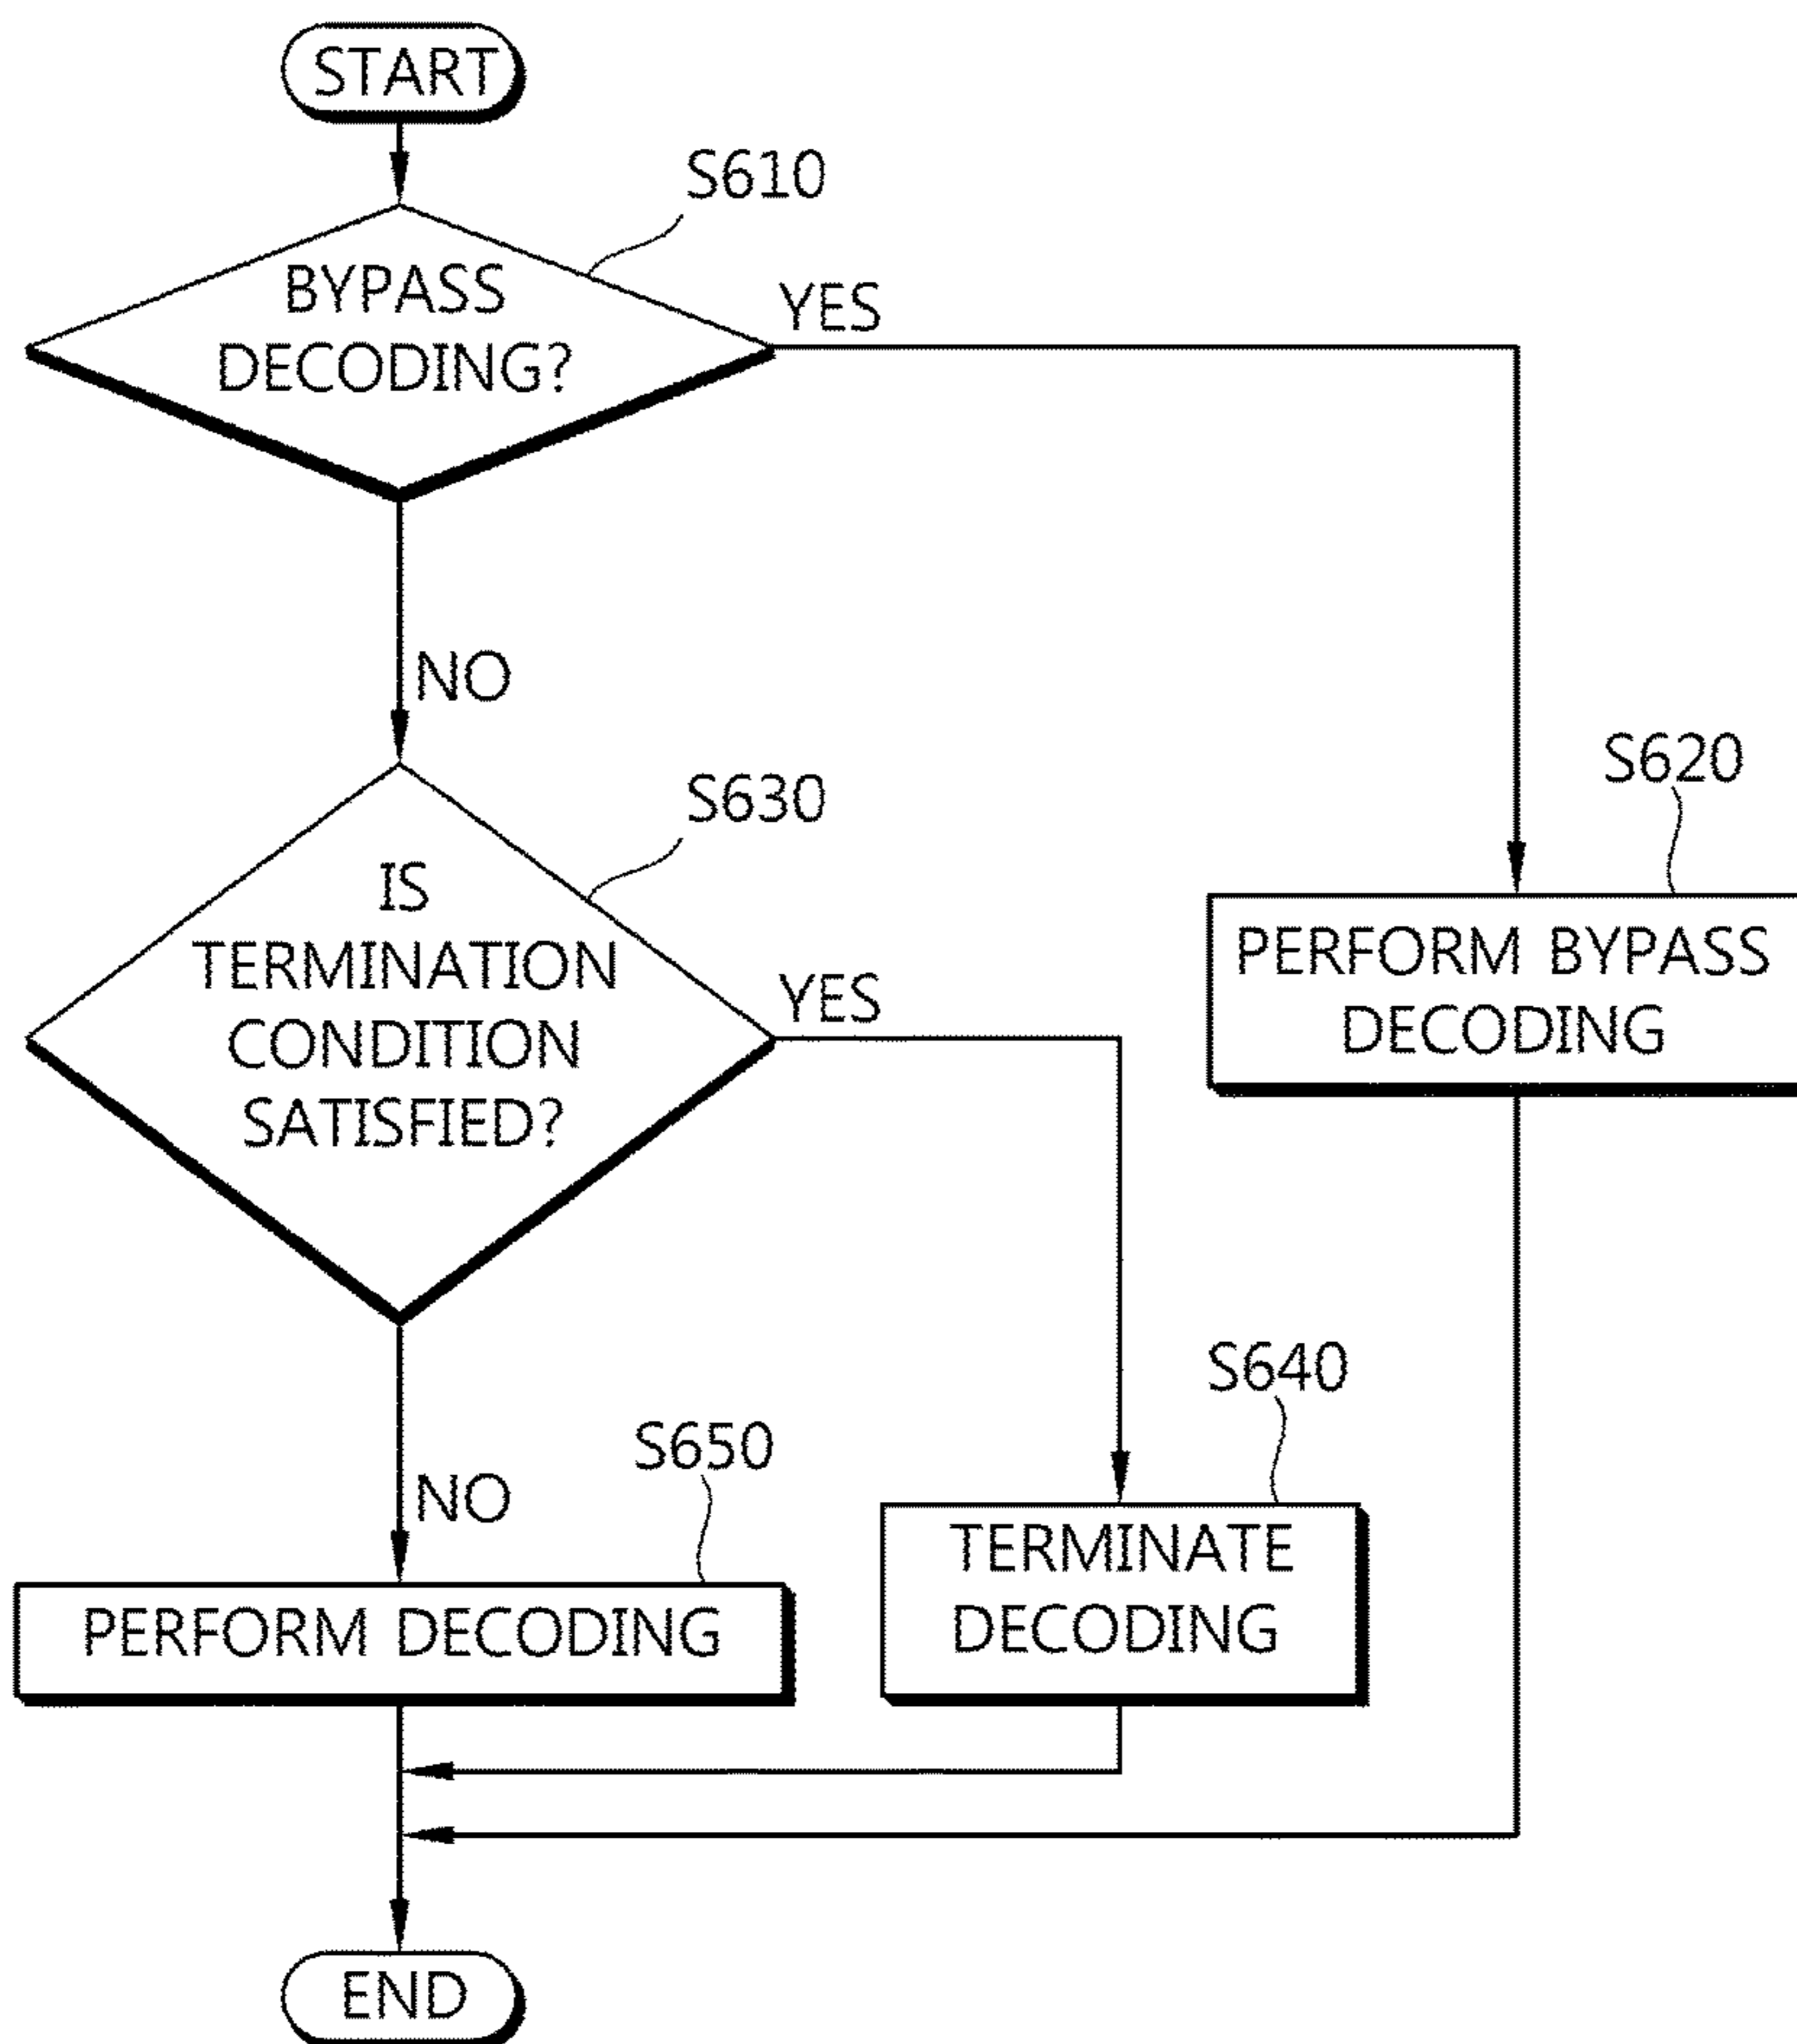 START
S610
BYPASS
DECODING?
YES
NO
S620
PERFORM BYPASS
DECODING
S630
IS
TERMINATION
CONDITION
SATISFIED?
YES
NO
S640
TERMINATE
DECODING
S650
PERFORM DECODING
END